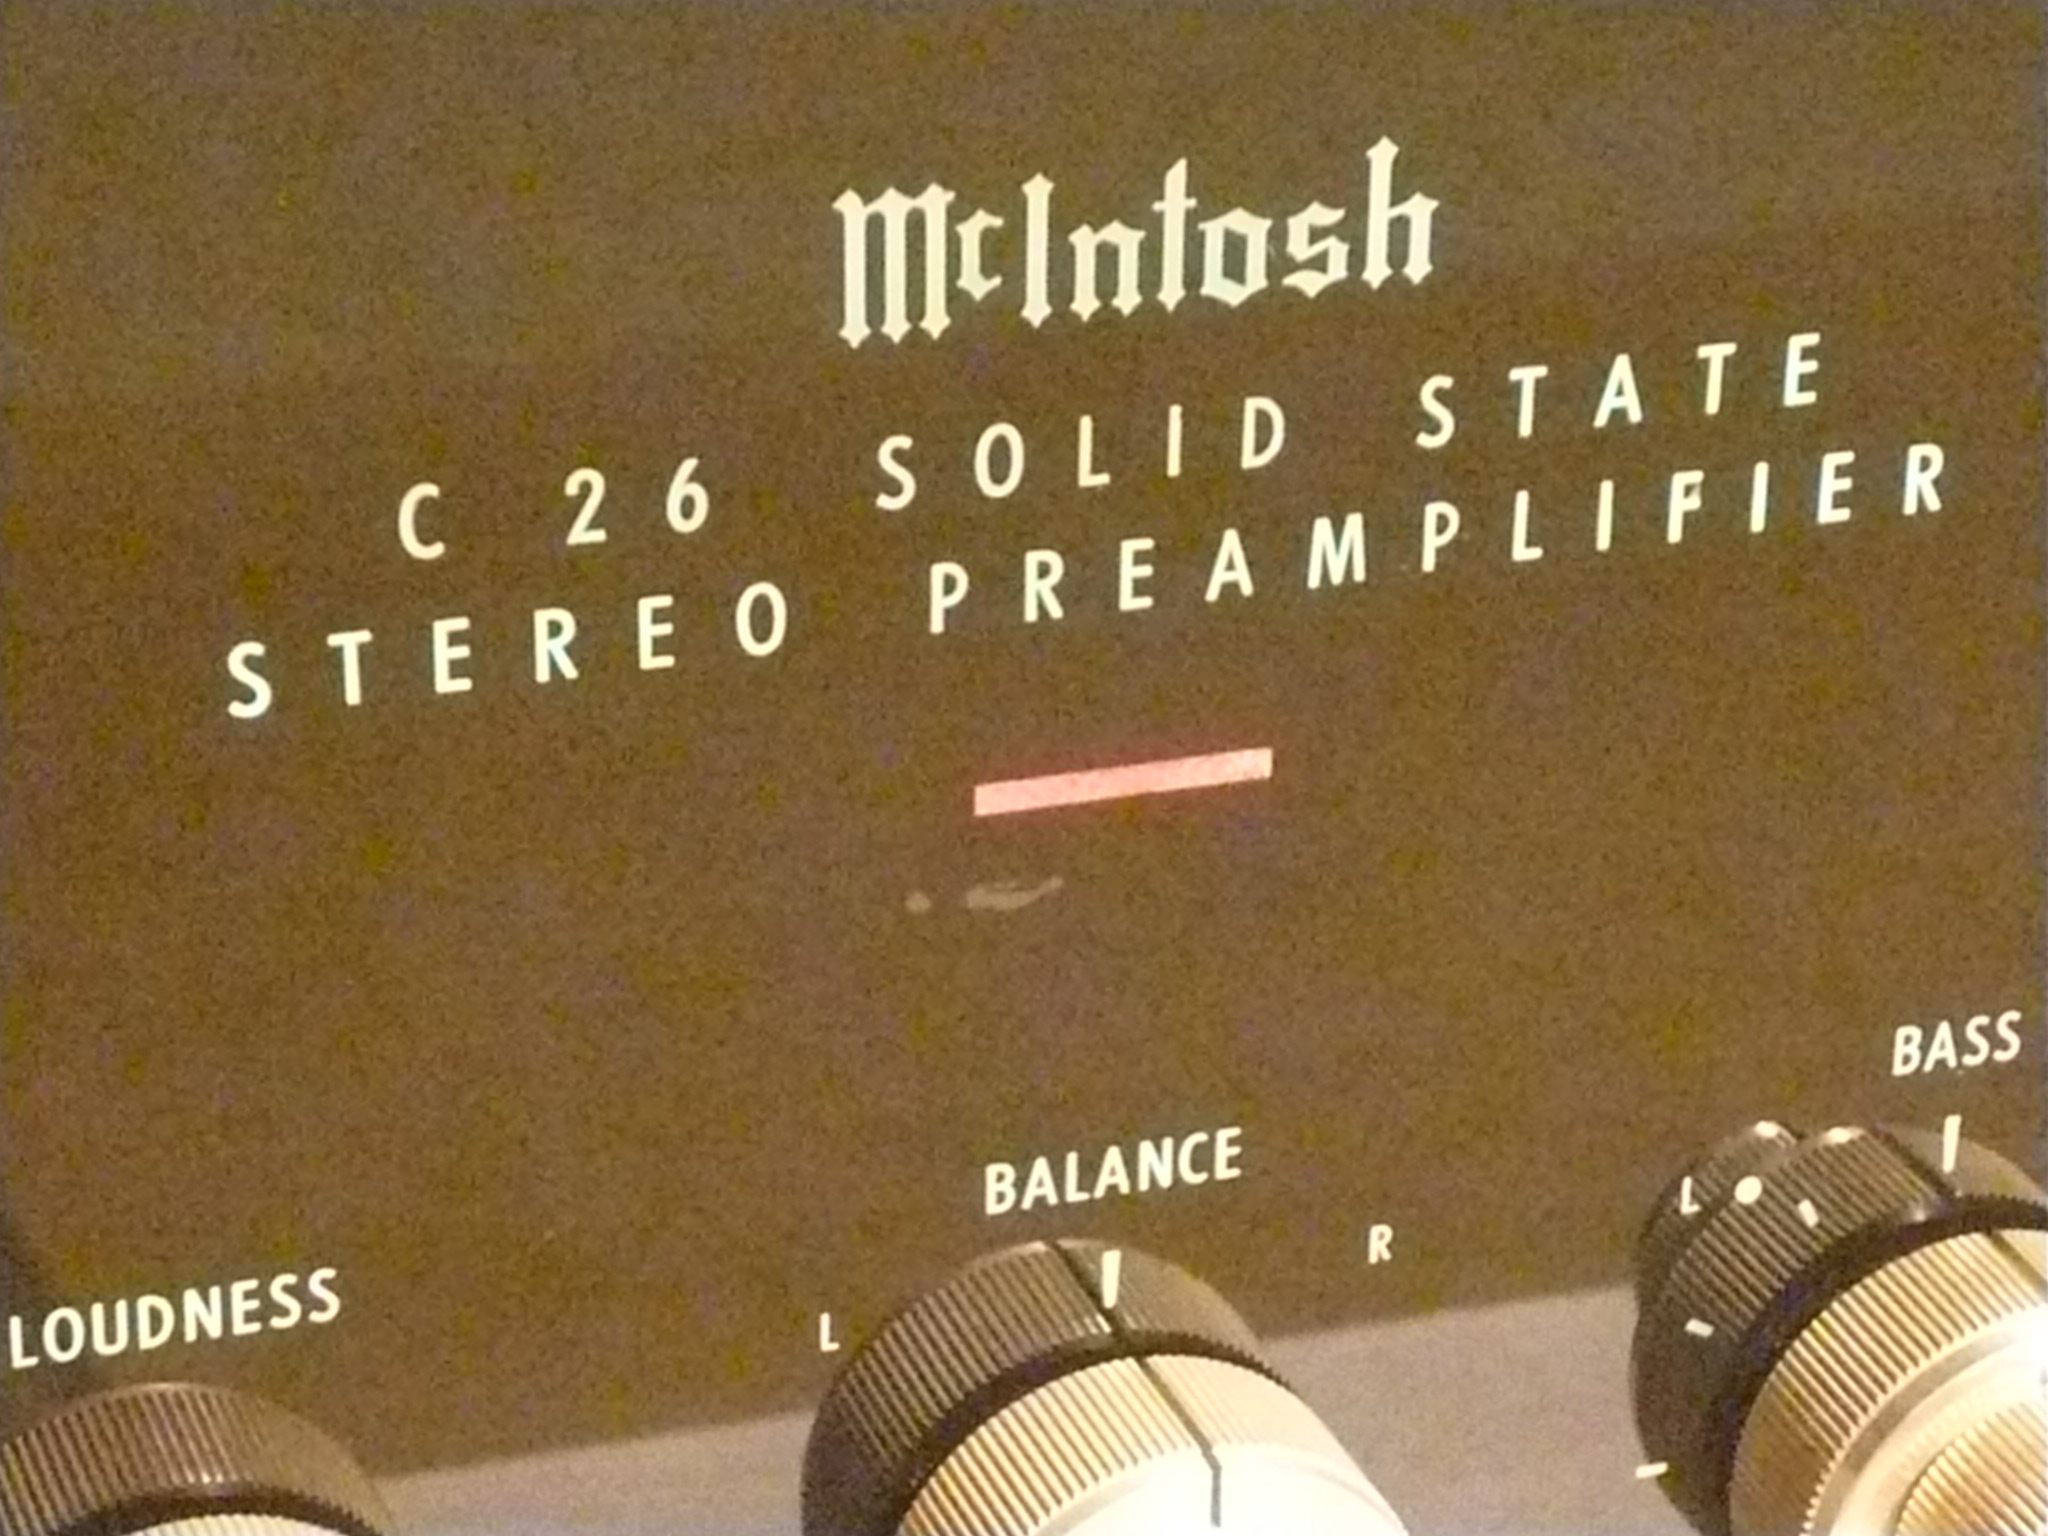 McIntosh
C 26 SOLID STATE
STEREO PREAMPLIFIER
BASS
BALANCE
L
L R
LOUDNESS